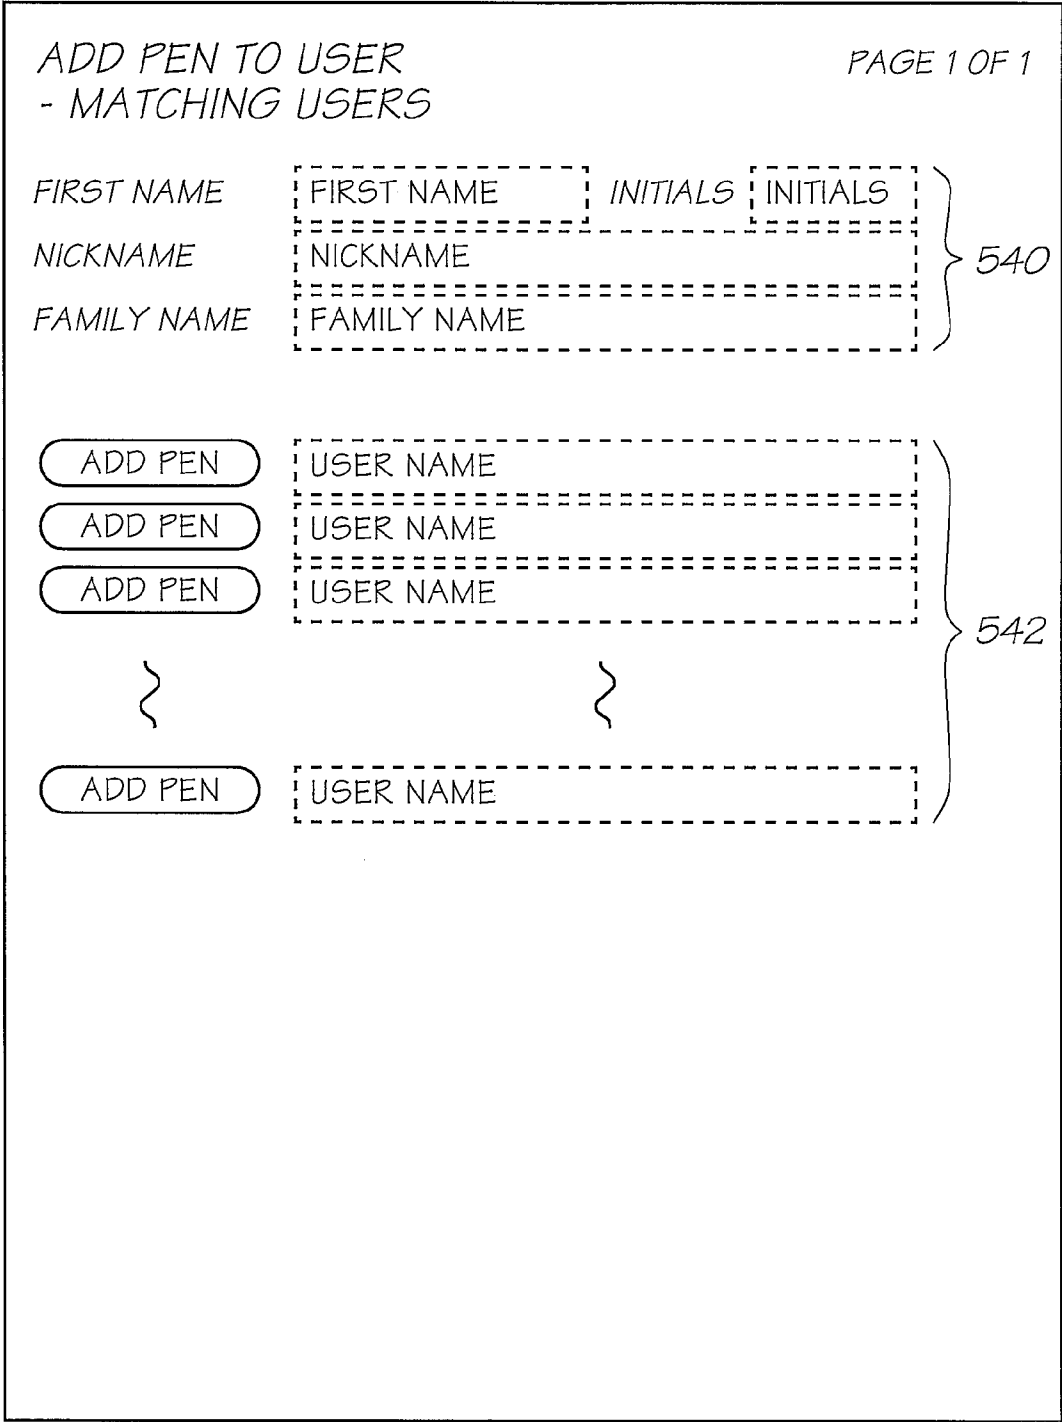 ADD PEN TO USER PAGE 1 OF 1
- MATCHING USERS
FIRST NAME FIRST NAME INITIALS INITIALS
NICKNAME NICKNAME 540
FAMILY NAME FAMILY NAME
ADD PEN USER NAME
ADD PEN USER NAME
ADD PEN USER NAME
542
ADD PEN USER NAME